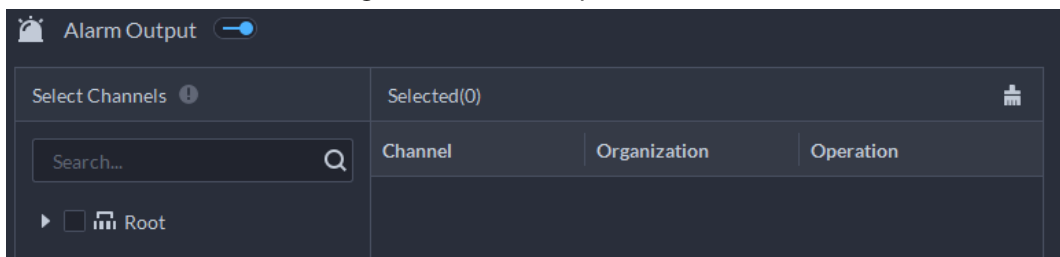 Alarm Output
Select Channels
Selected(0)
Search...
Channel Organization Operation
Root